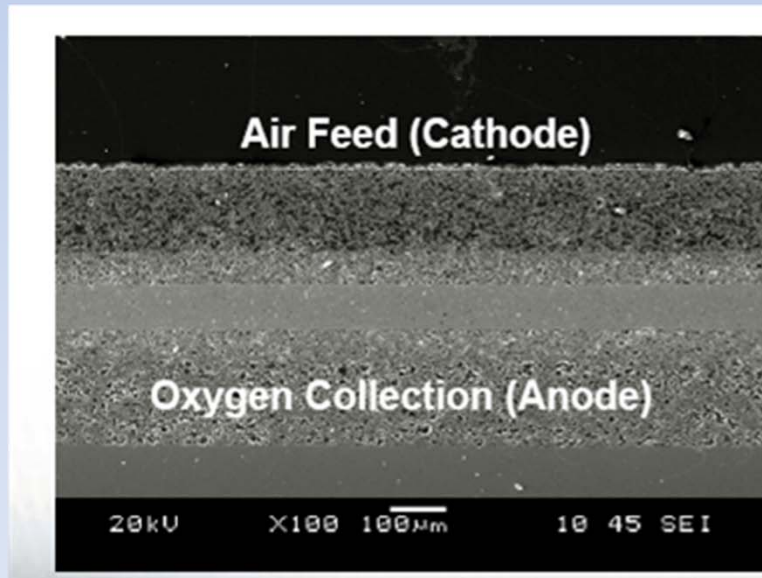 Air Feed (Cathode)
Oxygen Collection (Anode)
20kV X100 100µm 10 45 SEI